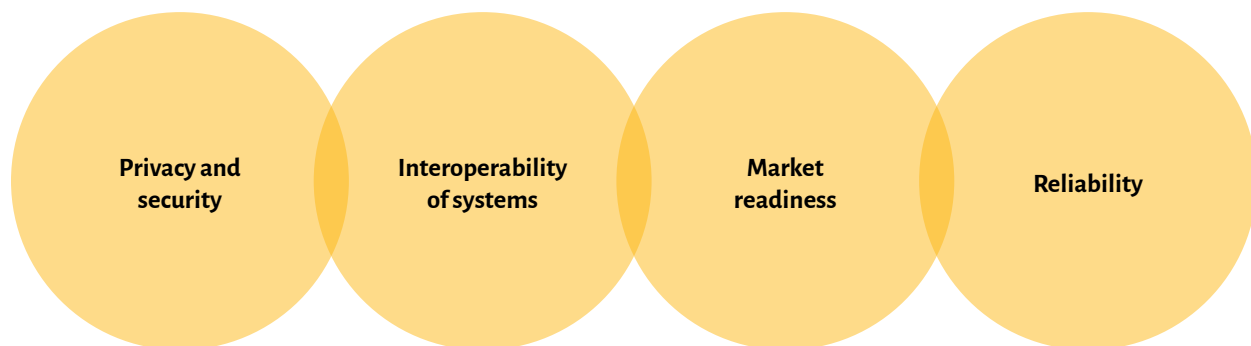 Privacy and
security
Interoperability
of systems
Market
readiness
Reliability